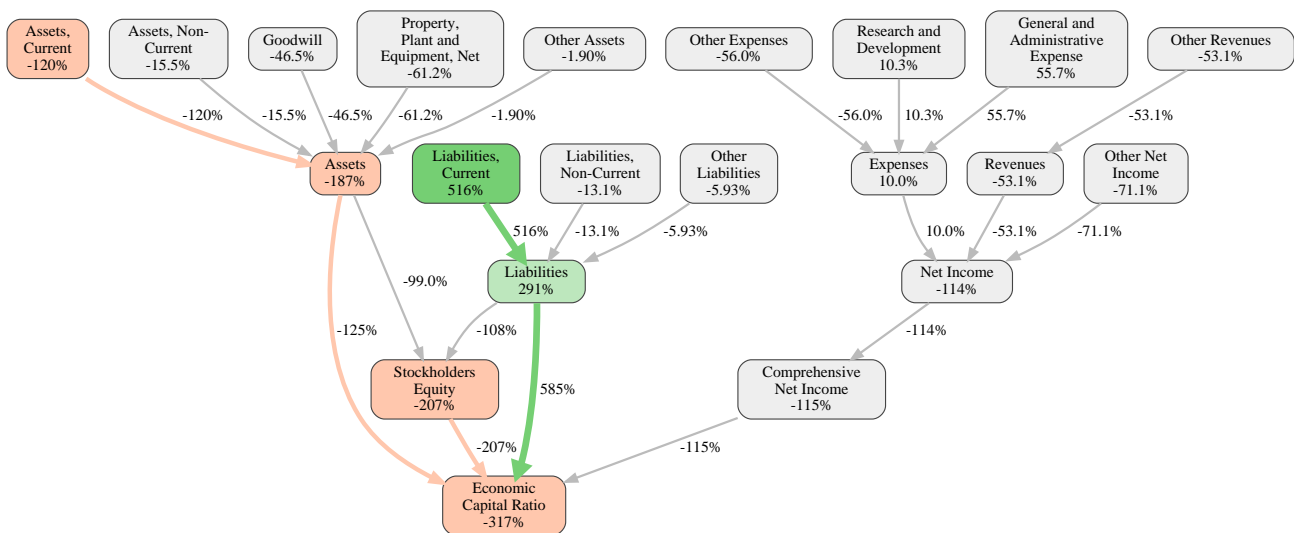 Assets,
Current
-120%
Assets, Non-
Current
-15.5%
Goodwill
-46.5%
Property,
Plant and
Equipment, Net
-61.2%
Other Assets
-1.90%
Other Expenses
-56.0%
Research and
Development
10.3%
General and
Administrative
Expense
55.7%
Other Revenues
-53.1%
-120%
-15.5%
-46.5%
-61.2%
-1.90%
-56.0%
10.3%
55.7%
-53.1%
Assets
-187%
Liabilities,
Current
516%
Liabilities,
Non-Current
-13.1%
Other
Liabilities
-5.93%
Expenses
10.0%
Revenues
-53.1%
Other Net
Income
-71.1%
516%
-13.1%
-5.93%
10.0%
-53.1%
-71.1%
Liabilities
291%
Net Income
-114%
-99.0%
-125%
-108%
585%
-114%
Stockholders
Equity
-207%
Comprehensive
Net Income
-115%
-207%
-115%
Economic
Capital Ratio
-317%